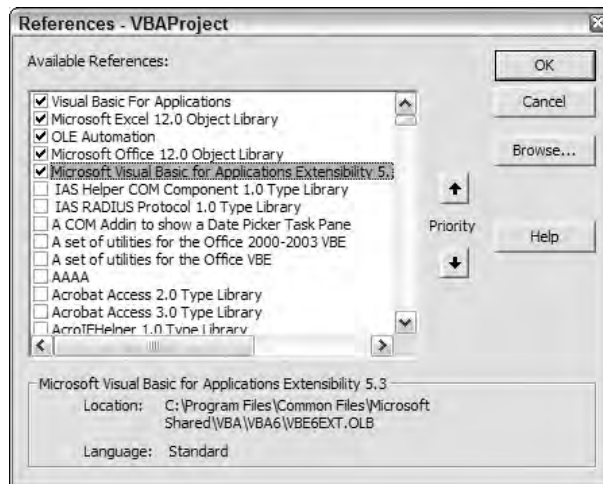 References - VBAProject
Available References:
OK
Cancel
Browse...
Help
Visual Basic For Applications
Microsoft Excel 12.0 Object Library
OLE Automation
Microsoft Office 12.0 Object Library
Microsoft Visual Basic for Applications Extensibility 5.
IAS Helper COM Component 1.0 Type Library
IAS RADIUS Protocol 1.0 Type Library
A COM Addin to show a Date Picker Task Pane
A set of utilities for the Office 2000-2003 VBE
A set of utilities for the Office VBE
AAAA
Acrobat Access 2.0 Type Library
Acrobat Access 3.0 Type Library
AcroIEHelper 1.0 Type Library
Priority
Microsoft Visual Basic for Applications Extensibility 5.3
Location: C:\Program Files\Common Files\Microsoft
Shared\VBA\VBA6\VBE6EXT.OLB
Language: Standard